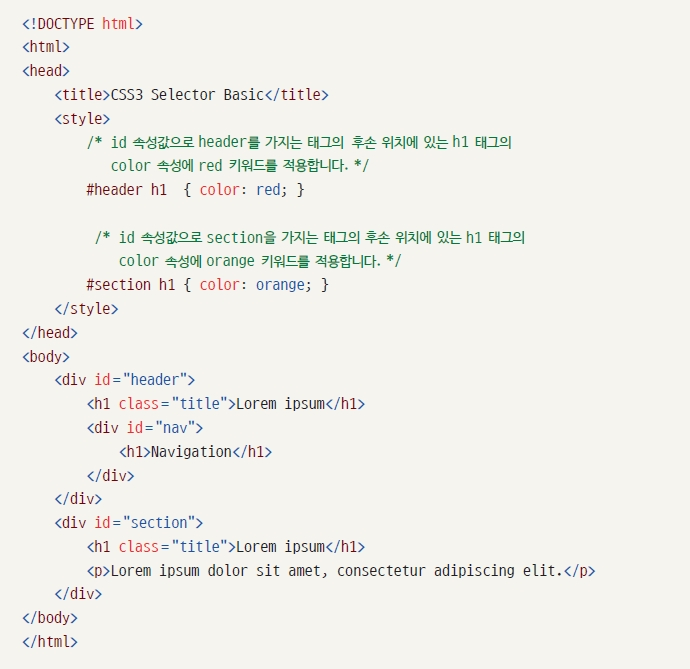 <!DOCTYPE html>
<html>
<head>
    <title>CSS3 Selector Basic</title>
    <style>
        /* id 속성값으로 header를 가지는 태그의  후손 위치에 있는 h1 태그의
           color 속성에 red 키워드를 적용합니다. */
        #header h1  { color: red; }

         /* id 속성값으로 section을 가지는 태그의 후손 위치에 있는 h1 태그의
            color 속성에 orange 키워드를 적용합니다. */
        #section h1 { color: orange; }
    </style>
</head>
<body>
    <div id="header">
        <h1 class="title">Lorem ipsum</h1>
        <div id="nav">
            <h1>Navigation</h1>
        </div>
    </div>
    <div id="section">
        <h1 class="title">Lorem ipsum</h1>
        <p>Lorem ipsum dolor sit amet, consectetur adipiscing elit.</p>
    </div>
</body>
</html>